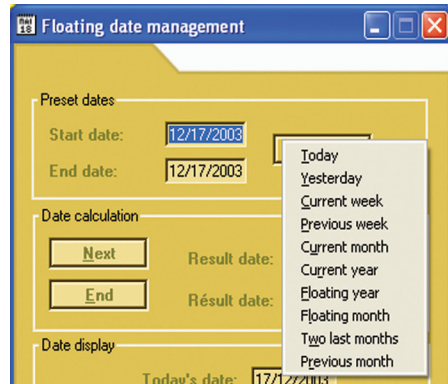 MAI
18
Floating date management
Preset dates
Start date: 12/17/2003
End date: 12/17/2003
Today
Yesterday
Current week
Previous week
Current month
Current year
Floating year
Floating month
Two last months
Previous month
Date calculation
Next
Result date:
End
Résult date:
Date display
Today's date: 17/12/2003